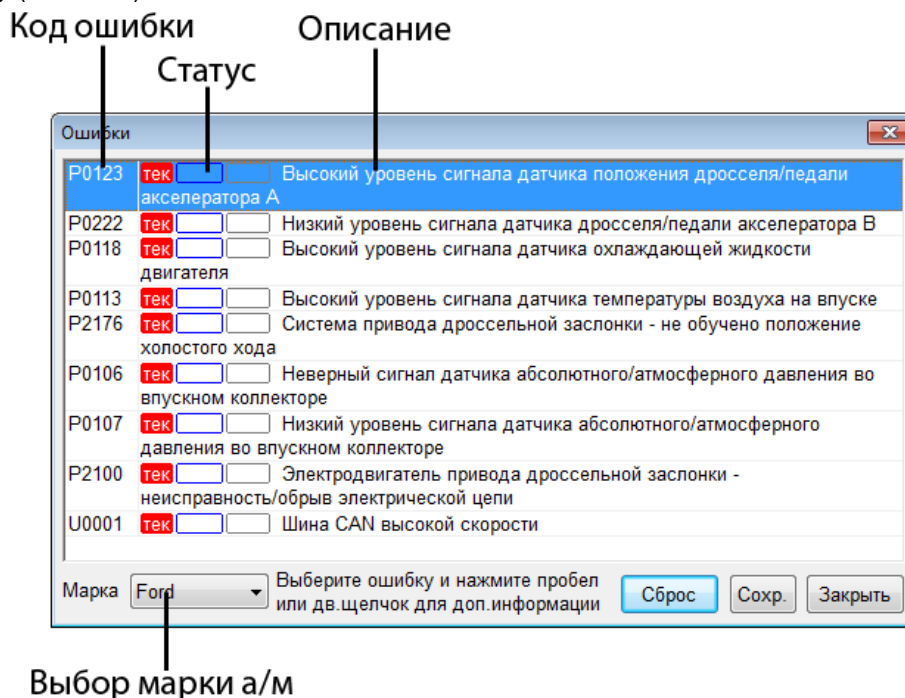 Код ошибки
Описание
Статус
Ошибки
P0123 тек Высокий уровень сигнала датчика положения дросселя/педали
акселератора A
P0222 тек Низкий уровень сигнала датчика дросселя/педали акселератора B
P0118 тек Высокий уровень сигнала датчика охлаждающей жидкости
двигателя
P0113 тек Высокий уровень сигнала датчика температуры воздуха на впуске
P2176 тек Система привода дроссельной заслонки - не обучено положение
холостого хода
P0106 тек Неверный сигнал датчика абсолютного/атмосферного давления во
впускном коллекторе
P0107 тек Низкий уровень сигнала датчика абсолютного/атмосферного
давления во впускном коллекторе
P2100 тек Электродвигатель привода дроссельной заслонки -
неисправность/обрыв электрической цепи
U0001 тек Шина CAN высокой скорости
Марка Ford Выберите ошибку и нажмите пробел
или дв.щелчок для доп.информации
Сброс Сохр. Закрыть
Выбор марки а/м